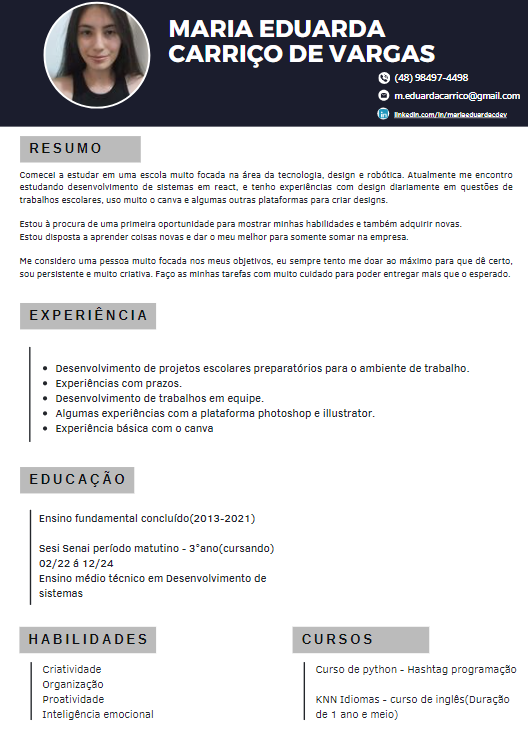 MARIA EDUARDA
CARRIÇO DE VARGAS
(48) 98497-4498
m.eduardacarrico@gmail.com
linkedin.com/in/mariaeduardacdev
RESUMO
Comecei a estudar em uma escola muito focada na área da tecnologia, design e robótica. Atualmente me encontro
estudando desenvolvimento de sistemas em react, e tenho experiências com design diariamente em questões de
trabalhos escolares, uso muito o canva e algumas outras plataformas para criar designs.
Estou à procura de uma primeira oportunidade para mostrar minhas habilidades e também adquirir novas.
Estou disposta a aprender coisas novas e dar o meu melhor para somente somar na empresa.
Me considero uma pessoa muito focada nos meus objetivos, eu sempre tento me doar ao máximo para que dê certo,
sou persistente e muito criativa. Faço as minhas tarefas com muito cuidado para poder entregar mais que o esperado.
EXPERIÊNCIA
• Desenvolvimento de projetos escolares preparatórios para o ambiente de trabalho.
• Experiências com prazos.
• Desenvolvimento de trabalhos em equipe.
• Algumas experiências com a plataforma photoshop e illustrator.
• Experiência básica com o canva
EDUCAÇÃO
Ensino fundamental concluído(2013-2021)
Sesi Senai período matutino - 3°ano(cursando)
02/22 á 12/24
Ensino médio técnico em Desenvolvimento de
sistemas
HABILIDADES
Criatividade
Organização
Proatividade
Inteligência emocional
CURSOS
Curso de python - Hashtag programação
KNN Idiomas - curso de inglês(Duração
de 1 ano e meio)